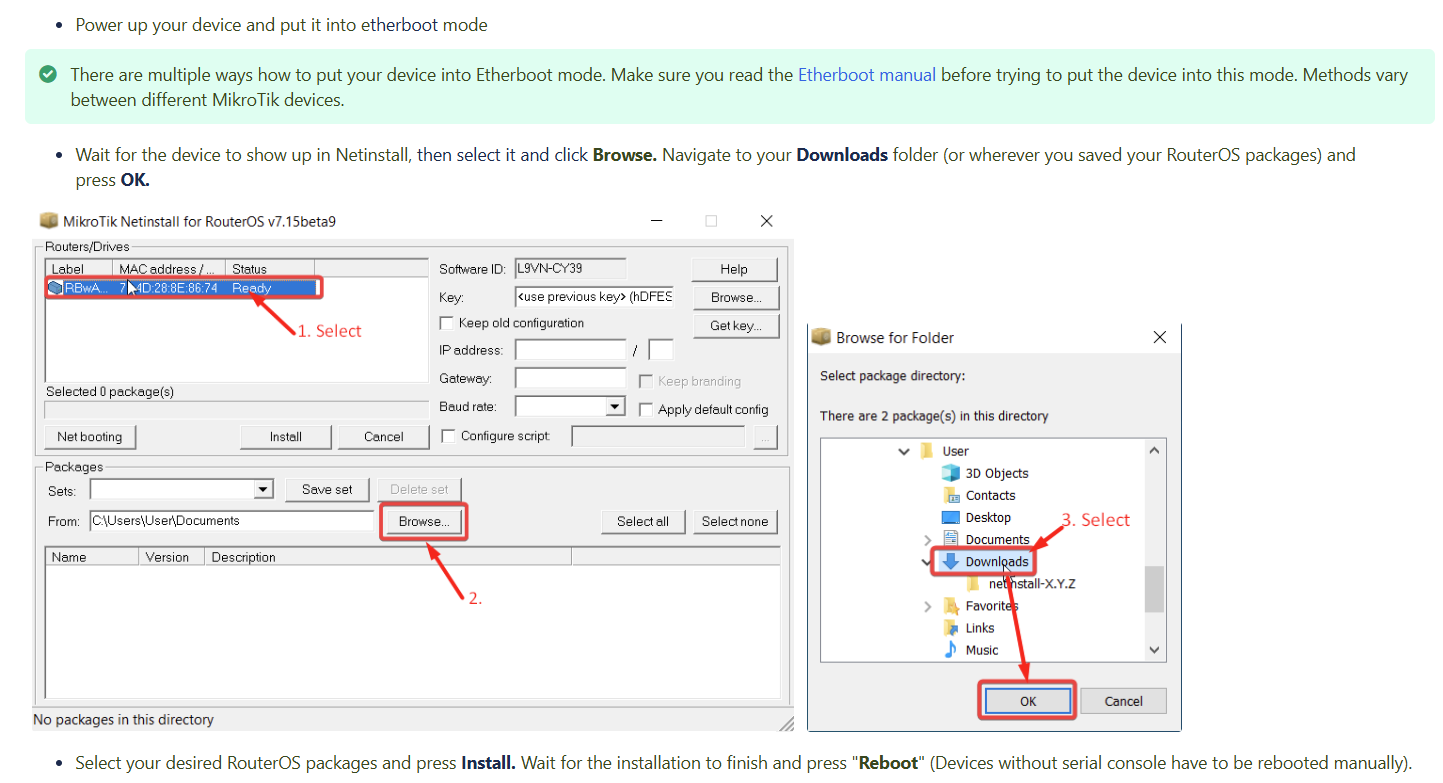 Power up your device and put it into etherboot mode
There are multiple ways how to put your device into Etherboot mode. Make sure you read the Etherboot manual before trying to put the device into this mode. Methods vary
between different MikroTik devices.
Wait for the device to show up in Netinstall, then select it and click Browse. Navigate to your Downloads folder (or wherever you saved your RouterOS packages) and
press OK.
MikroTik Netinstall for RouterOS v7.15beta9
Routers/Drives
Label MAC address /... Status
RBwA... D:28:8E:86:74 Ready
1. Select
Selected 0 package(s)
Net booting Install Cancel
Software ID: L9VN-CY39 Help
Key: <use previous key> (hDFES Browse...
Keep old configuration Get key...
IP address: /
Gateway: Keep branding
Baud rate: Apply default config
Configure script: ...
Packages
Sets: Save set Delete set
From: C:\Users\User\Documents Browse... Select all Select none
Name Version Description
2.
No packages in this directory
Browse for Folder
Select package directory:
There are 2 package(s) in this directory
User
3D Objects
Contacts
Desktop
3. Select
Documents
Downloads
netinstall-X.Y.Z
Favorites
Links
Music
OK Cancel
Select your desired RouterOS packages and press Install. Wait for the installation to finish and press "Reboot" (Devices without serial console have to be rebooted manually).